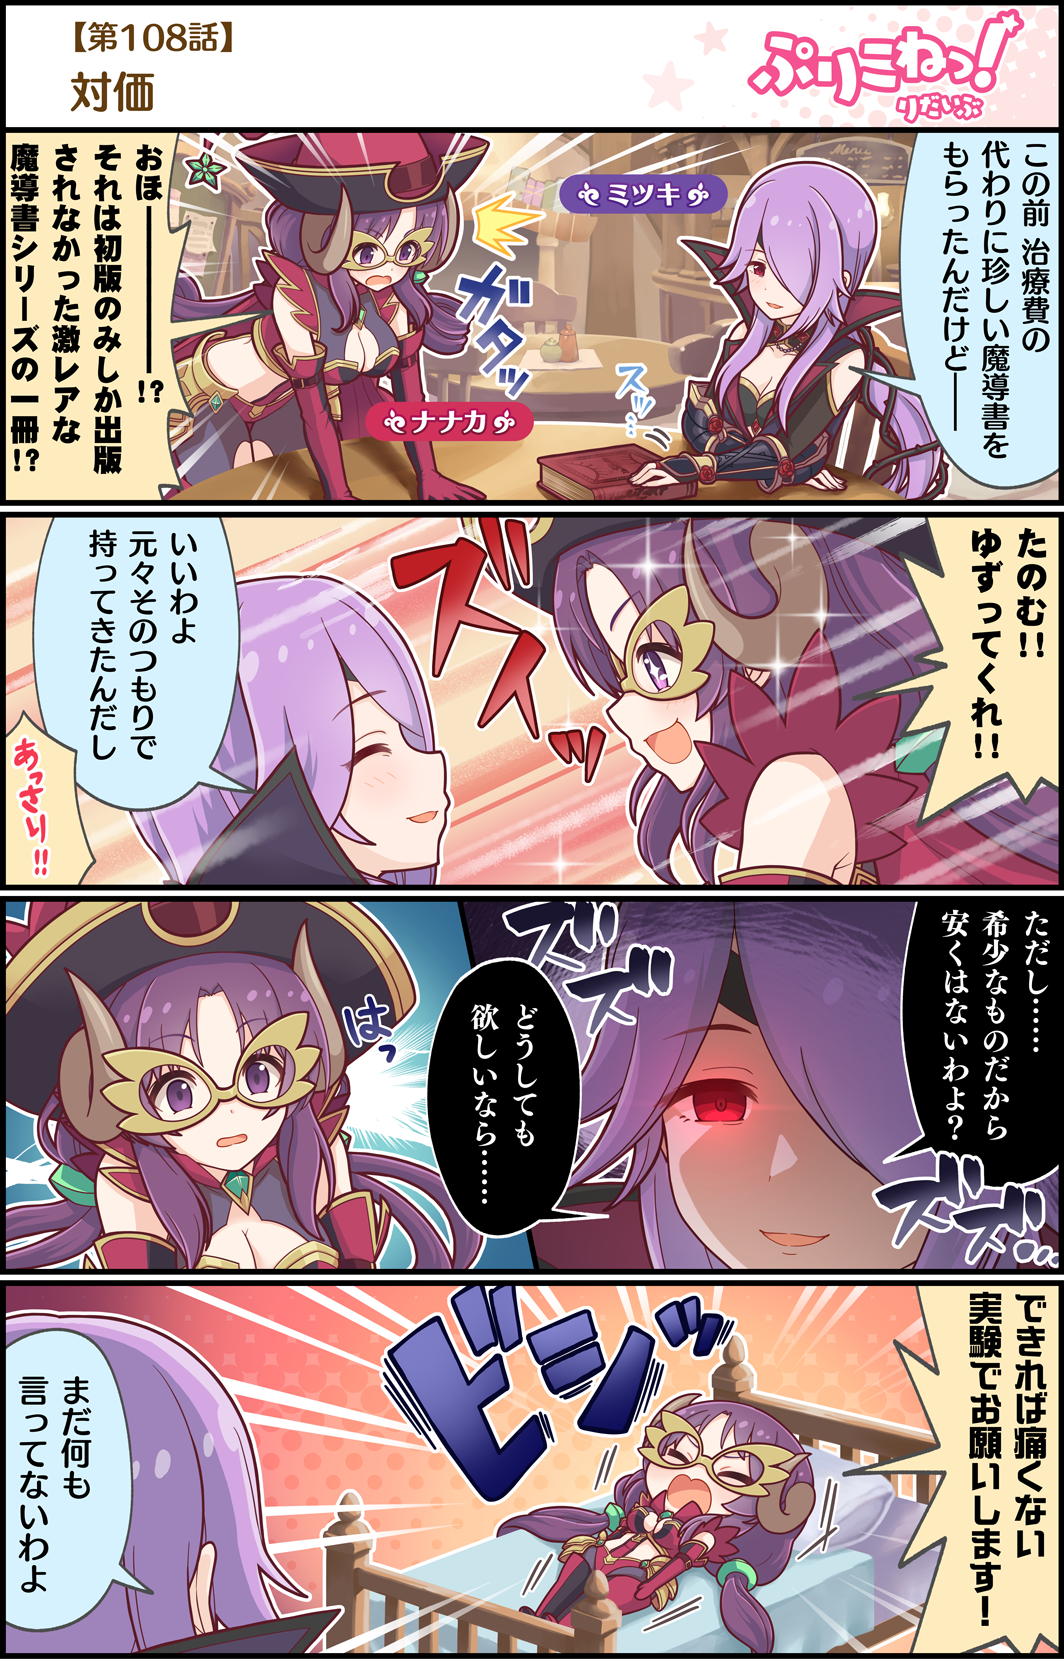 【第108話】
対価
ぷりこねっ!
りだいぶ
この前 治療費の
代わりに珍しい魔導書を
もらったんだけど――
ミツキ
スッ…
ガタッ
ナナカ
おほ――――!?
それは初版のみしか出版
されなかった激レアな
魔導書シリーズの一冊!?
Menu
たのむ!!
ゆずってくれ!!
ズズッ
いいわよ
元々そのつもりで
持ってきたんだし
あっさり!!
ただし……
希少なものだから
安くはないわよ?
ズズ
ズズ…
どうしても
欲しいなら……
はっ
できれば痛くない
実験でお願いします!
ビシッ
まだ何も
言ってないわよ